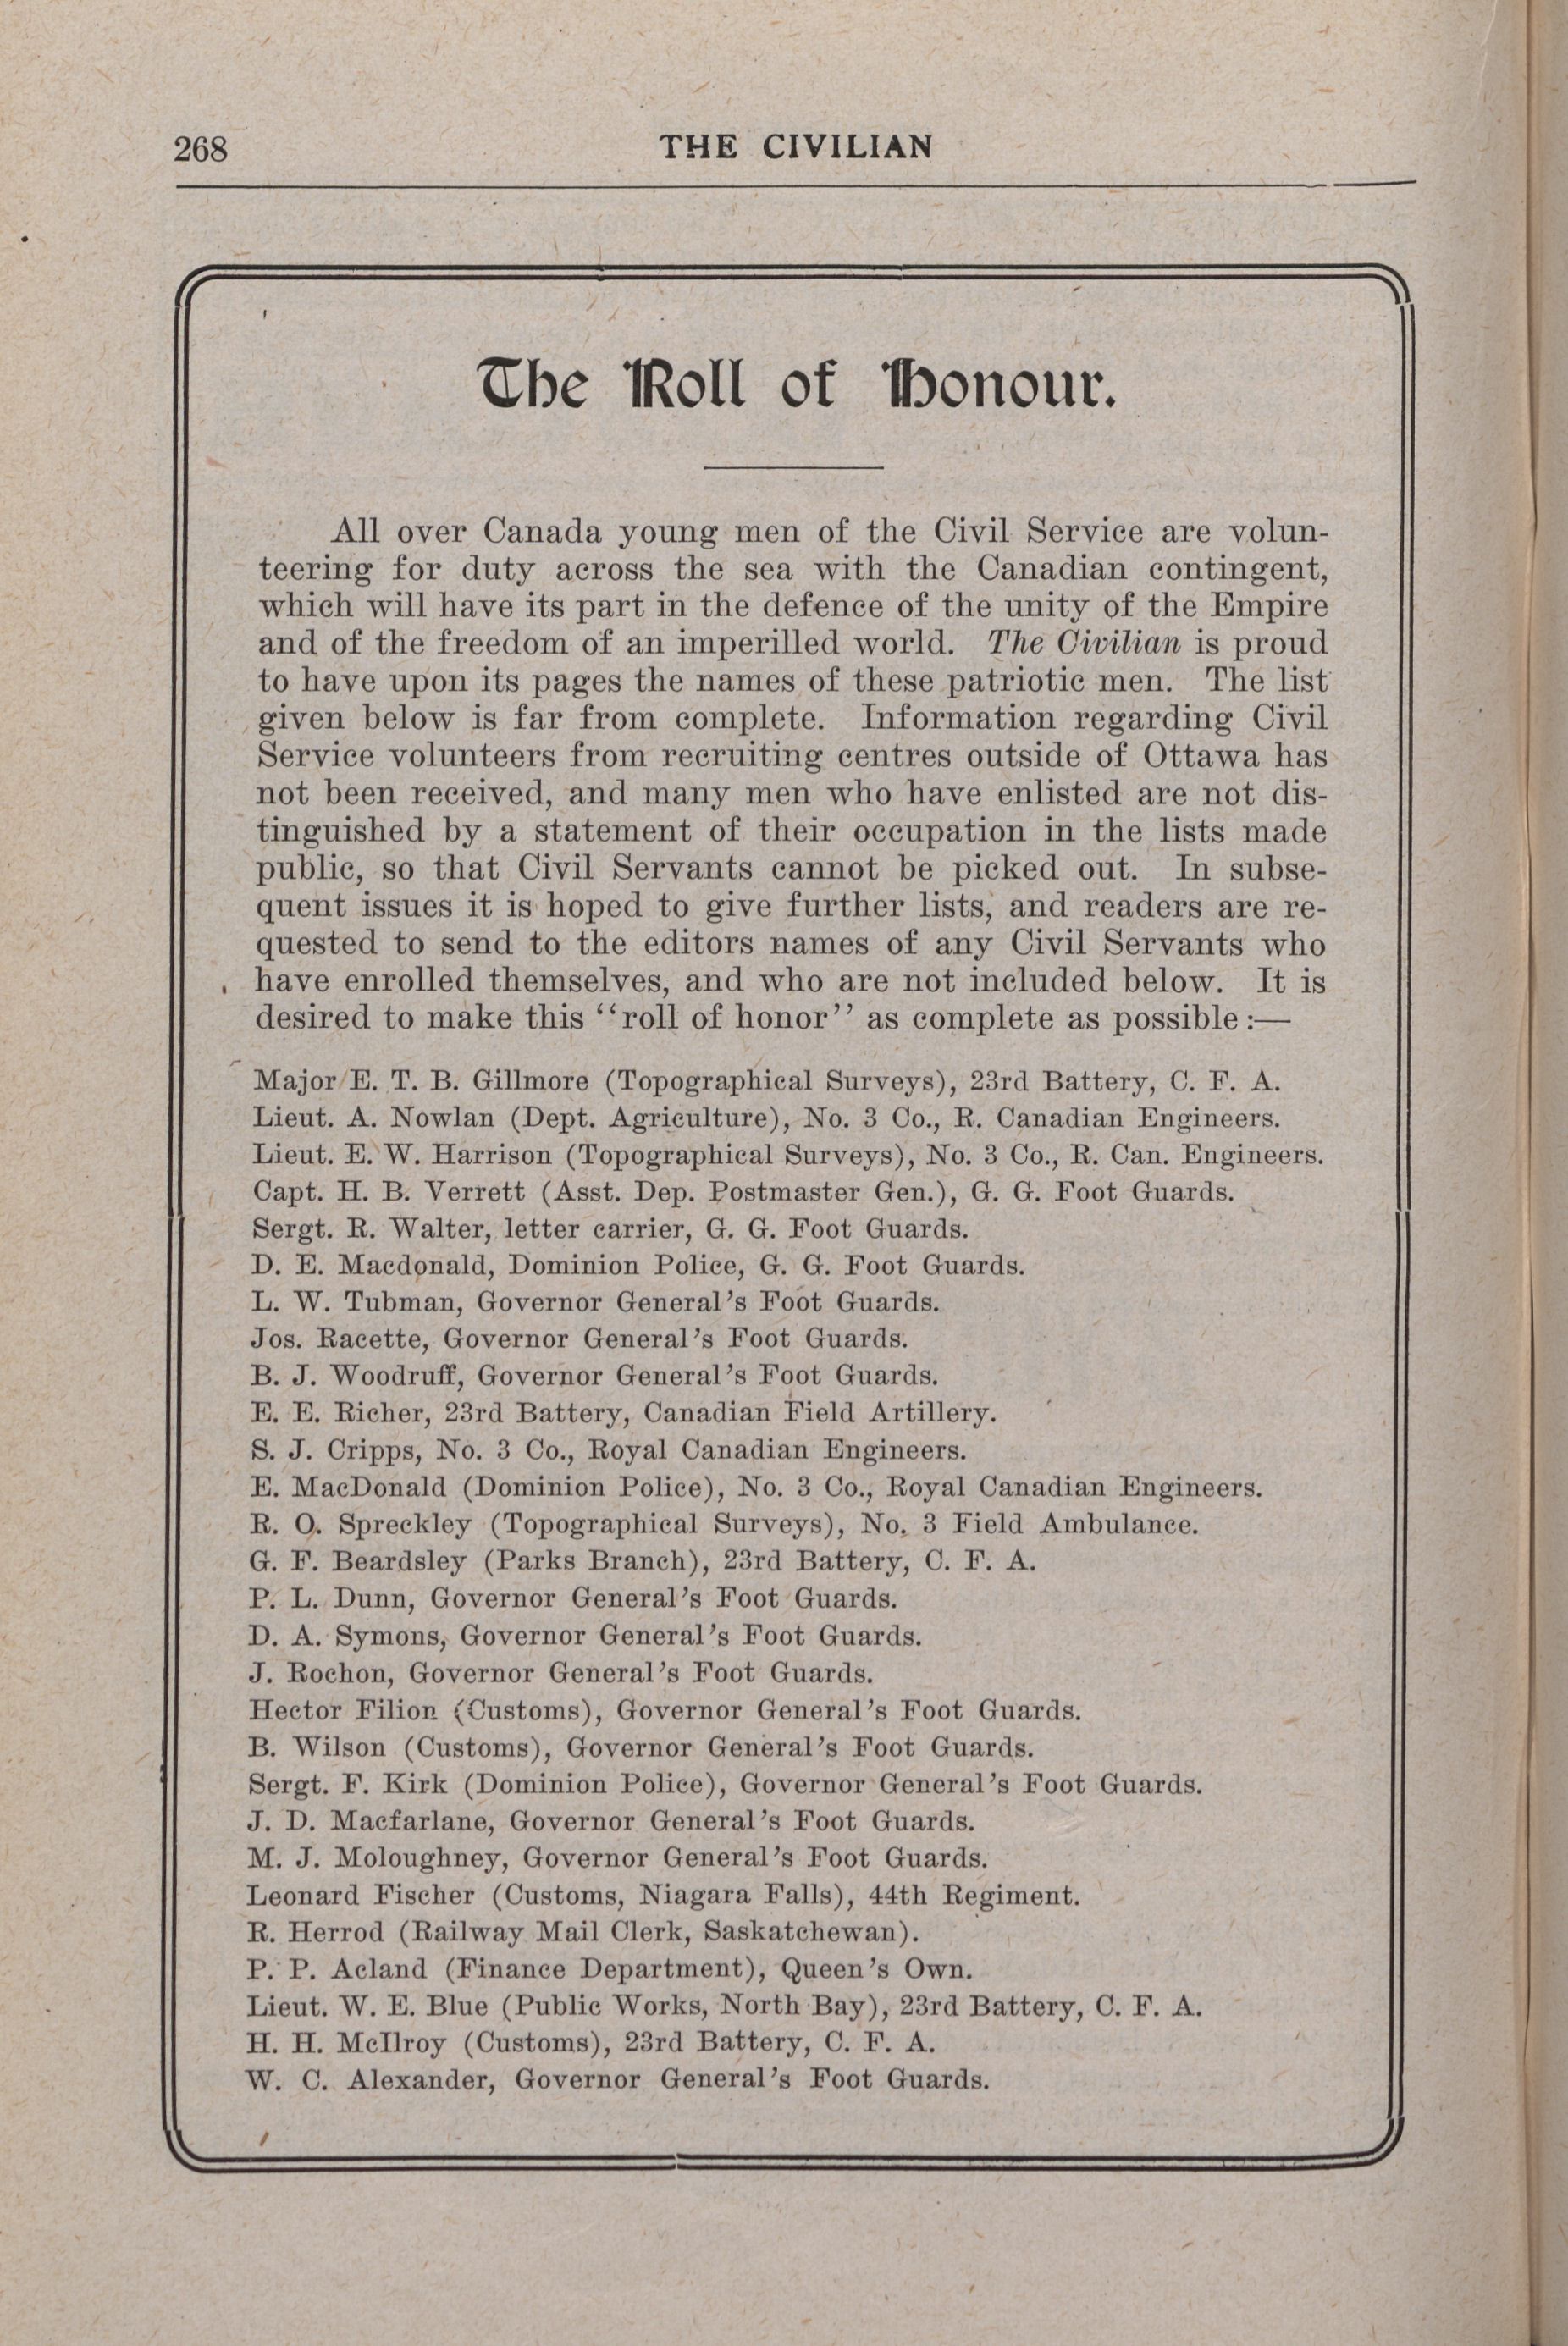 268
THE CIVILIAN
The Roll of Honour.
All over Canada young men of the Civil Service are volun-
teering for duty across the sea with the Canadian contingent,
which will have its part in the defence of the unity of the Empire
and of the freedom of an imperilled world. The Civilian is proud
to have upon its pages the names of these patriotic men. The list
given below is far from complete. Information regarding Civil
Service volunteers from recruiting centres outside of Ottawa has
not been received, and many men who have enlisted are not dis-
tinguished by a statement of their occupation in the lists made
public, so that Civil Servants cannot be picked out. In subse-
quent issues it is hoped to give further lists, and readers are re-
quested to send to the editors names of any Civil Servants who
have enrolled themselves, and who are not included below. It is
desired to make this ‘‘roll of honor’’ as complete as possible:—
Major E. T. B. Gillmore (Topographical Surveys), 23rd Battery, C. F. A.
Lieut. A. Nowlan (Dept. Agriculture), No. 3 Co., R. Canadian Engineers.
Lieut. E. W. Harrison (Topographical Surveys), No. 3 Co., R. Can. Engineers.
Capt. H. B. Verrett (Asst. Dep. Postmaster Gen.), G. G. Foot Guards.
Sergt. R. Walter, letter carrier, G. G. Foot Guards.
D. E. Macdonald, Dominion Police, G. G. Foot Guards.
L. W. Tubman, Governor General’s Foot Guards.
Jos. Racette, Governor General’s Foot Guards.
B. J. Woodruff, Governor General’s Foot Guards.
E. E. Richer, 23rd Battery, Canadian Field Artillery.
S. J. Cripps, No. 3 Co., Royal Canadian Engineers.
E. MacDonald (Dominion Police), No. 3 Co., Royal Canadian Engineers.
R. O. Spreckley (Topographical Surveys), No. 3 Field Ambulance.
G. F. Beardsley (Parks Branch), 23rd Battery, C. F. A.
P. L. Dunn, Governor General’s Foot Guards.
D. A. Symons, Governor General’s Foot Guards.
J. Rochon, Governor General’s Foot Guards.
Hector Filion (Customs), Governor General’s Foot Guards.
B. Wilson (Customs), Governor General’s Foot Guards.
Sergt. F. Kirk (Dominion Police), Governor General’s Foot Guards.
J. D. Macfarlane, Governor General’s Foot Guards.
M. J. Moloughney, Governor General’s Foot Guards.
Leonard Fischer (Customs, Niagara Falls), 44th Regiment.
R. Herrod (Railway Mail Clerk, Saskatchewan).
P. P. Acland (Finance Department), Queen’s Own.
Lieut. W. E. Blue (Public Works, North Bay), 23rd Battery, C. F. A.
H. H. McIlroy (Customs), 23rd Battery, C. F. A.
W. C. Alexander, Governor General’s Foot Guards.